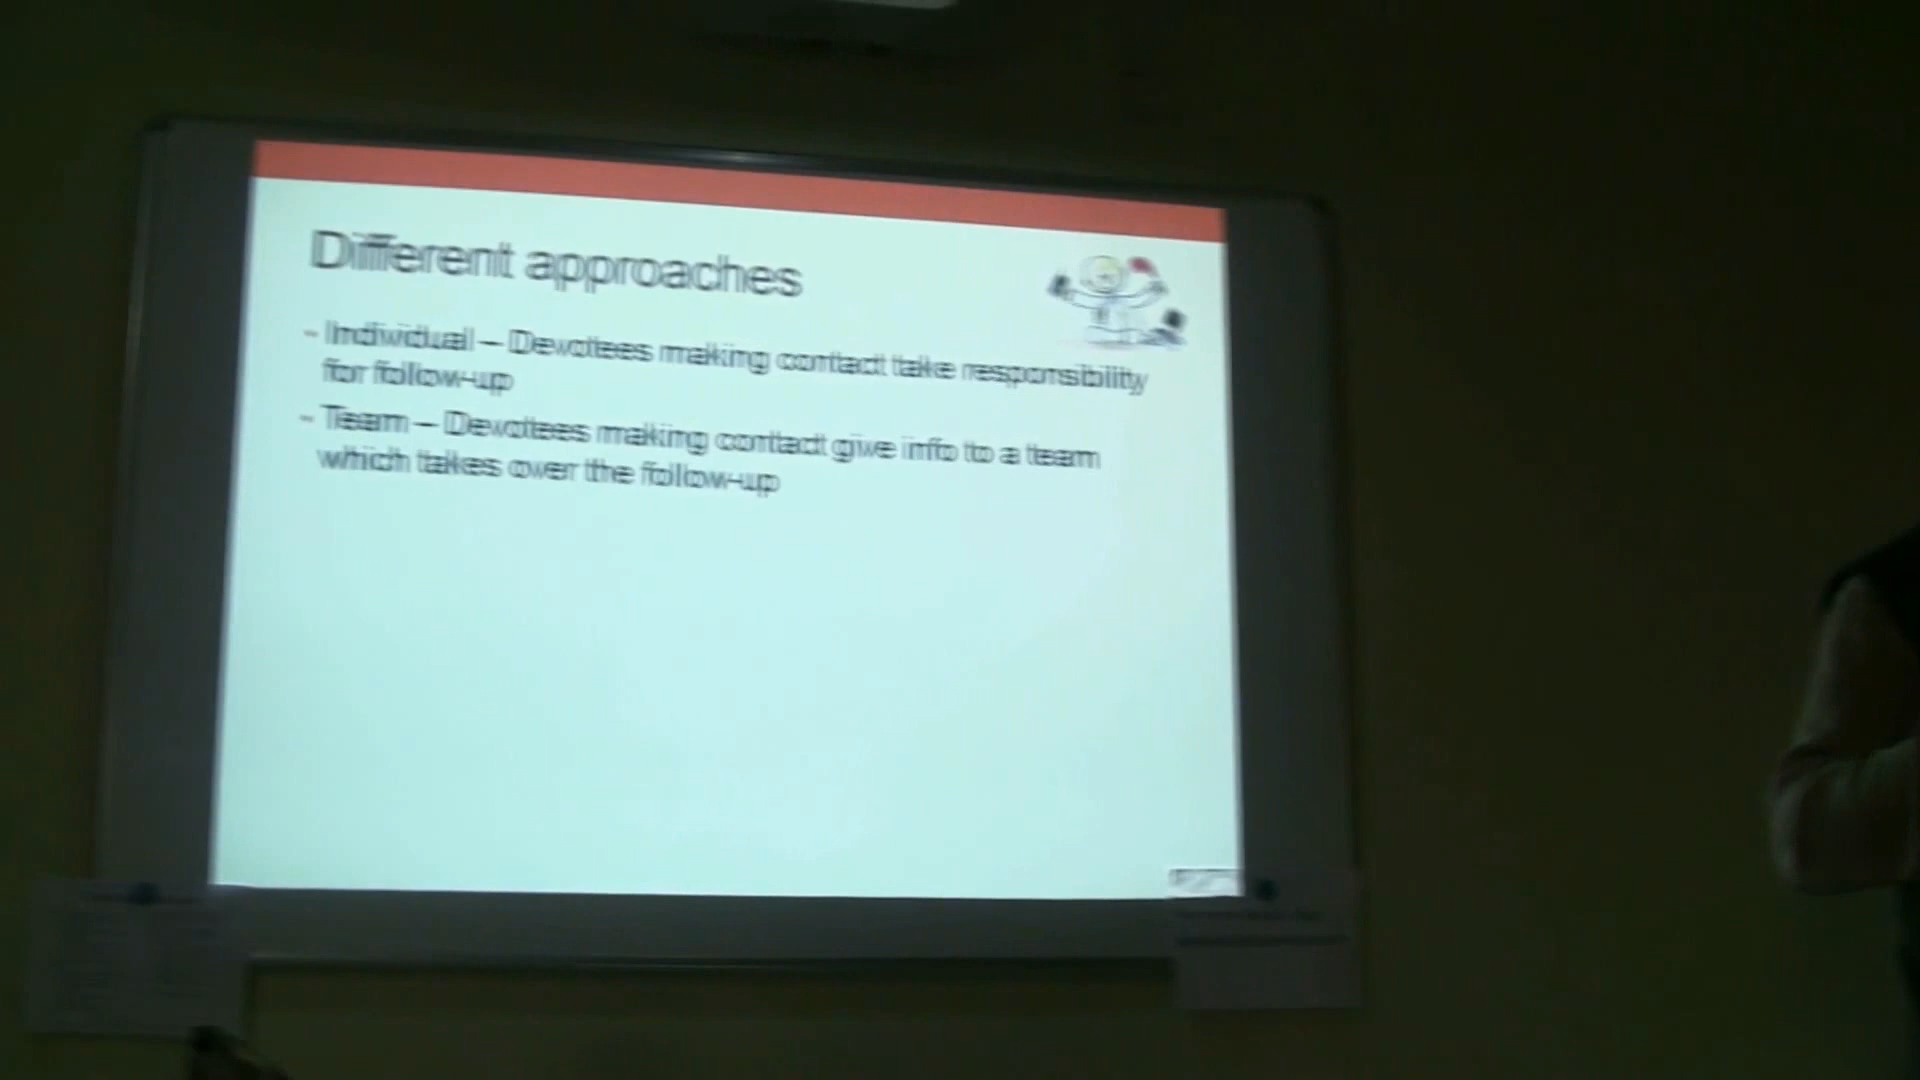 Different approaches
- Individual – Devotees making contact take responsibility
for follow-up
- Team – Devotees making contact give info to a team
which takes over the follow-up